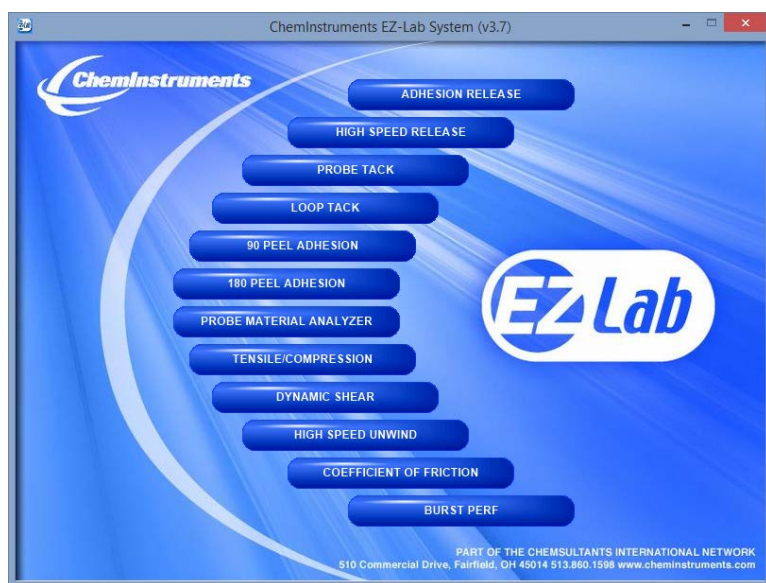 ChemInstruments EZ-Lab System (v3.7)
ChemInstruments
ADHESION RELEASE
HIGH SPEED RELEASE
PROBE TACK
LOOP TACK
90 PEEL ADHESION
180 PEEL ADHESION
PROBE MATERIAL ANALYZER
TENSILE/COMPRESSION
DYNAMIC SHEAR
HIGH SPEED UNWIND
COEFFICIENT OF FRICTION
BURST PERF
EZ Lab
PART OF THE CHEMSULTANTS INTERNATIONAL NETWORK
510 Commercial Drive, Fairfield, OH 45014 513.860.1598 www.cheminstruments.com